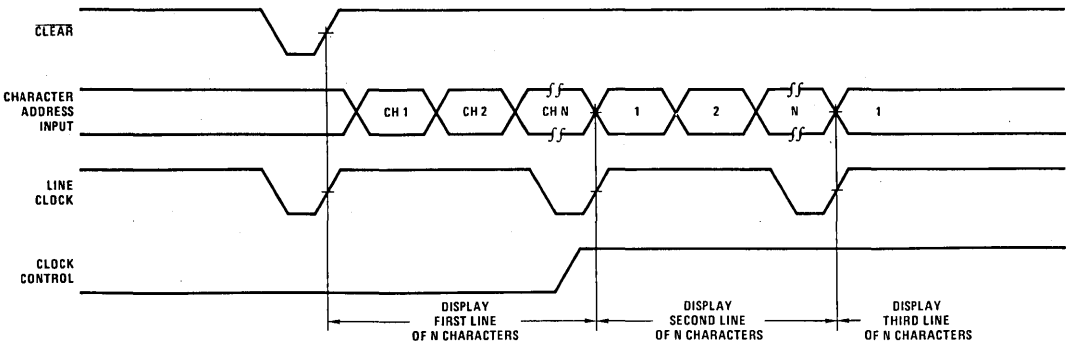 CLEAR
CHARACTER
ADDRESS
INPUT
CH 1 CH 2 CH N 1 2 N 1
LINE
CLOCK
CLOCK
CONTROL
DISPLAY
FIRST LINE
OF N CHARACTERS
DISPLAY
SECOND LINE
OF N CHARACTERS
DISPLAY
THIRD LINE
OF N CHARACTERS